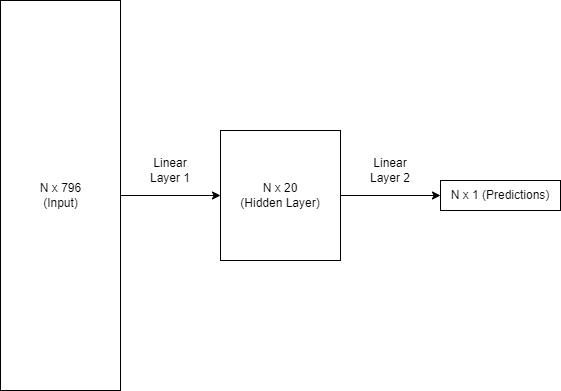 N x 796
(Input)
Linear
Layer 1
N x 20
(Hidden Layer)
Linear
Layer 2
N x 1 (Predictions)